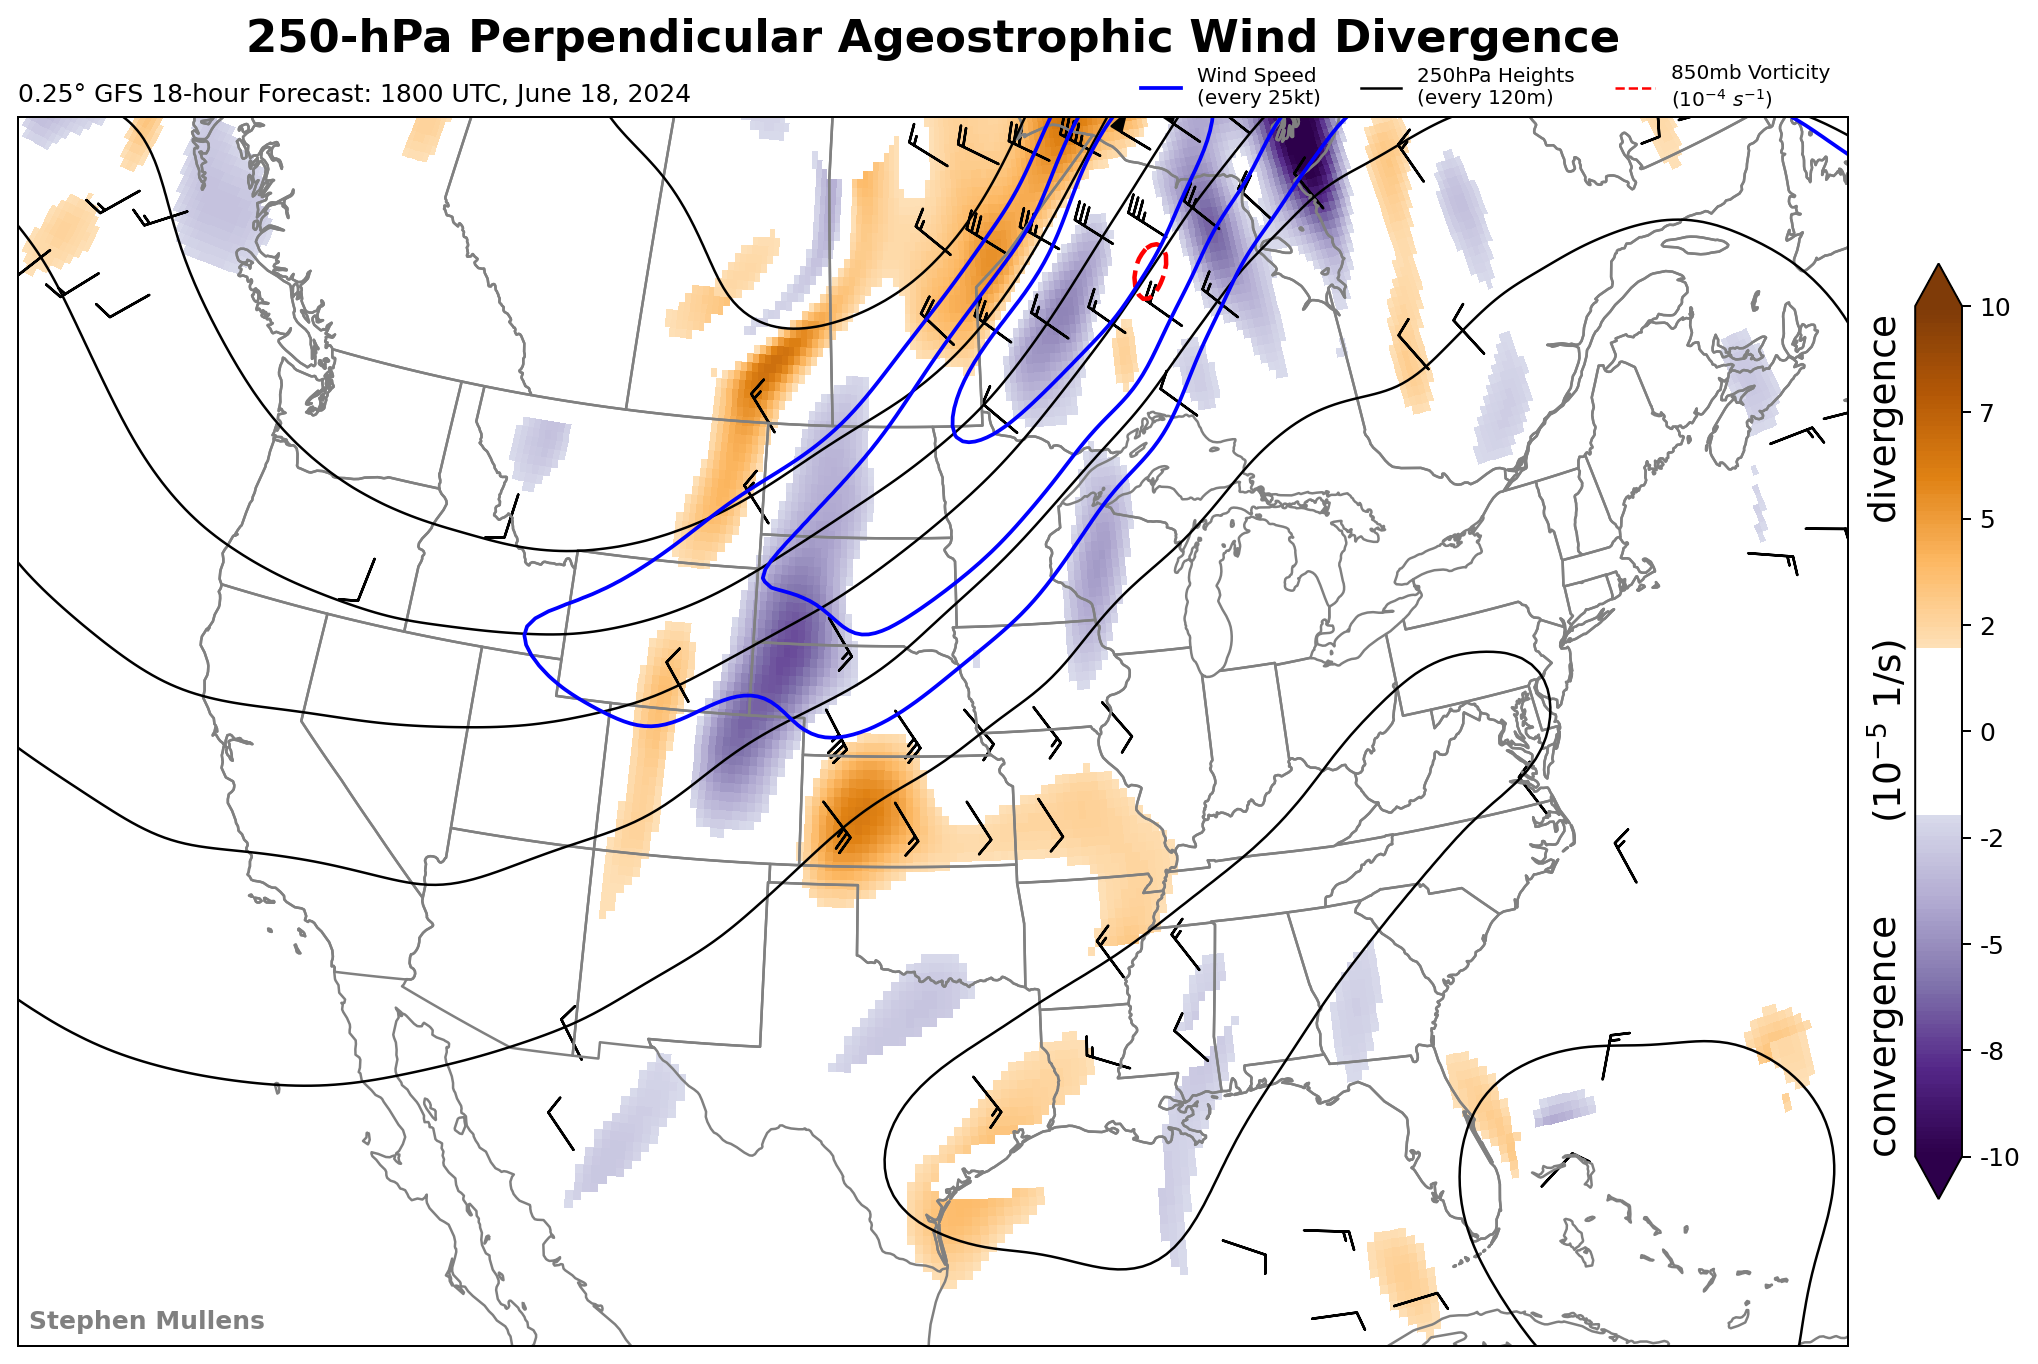 250-hPa Perpendicular Ageostrophic Wind Divergence
0.25° GFS 18-hour Forecast: 1800 UTC, June 18, 2024
Wind Speed
(every 25kt)
250hPa Heights
(every 120m)
850mb Vorticity
(10⁻⁴ s⁻¹)
10
7
5
2
0
-2
-5
-8
-10
convergence (10⁻⁵ 1/s) divergence
Stephen Mullens